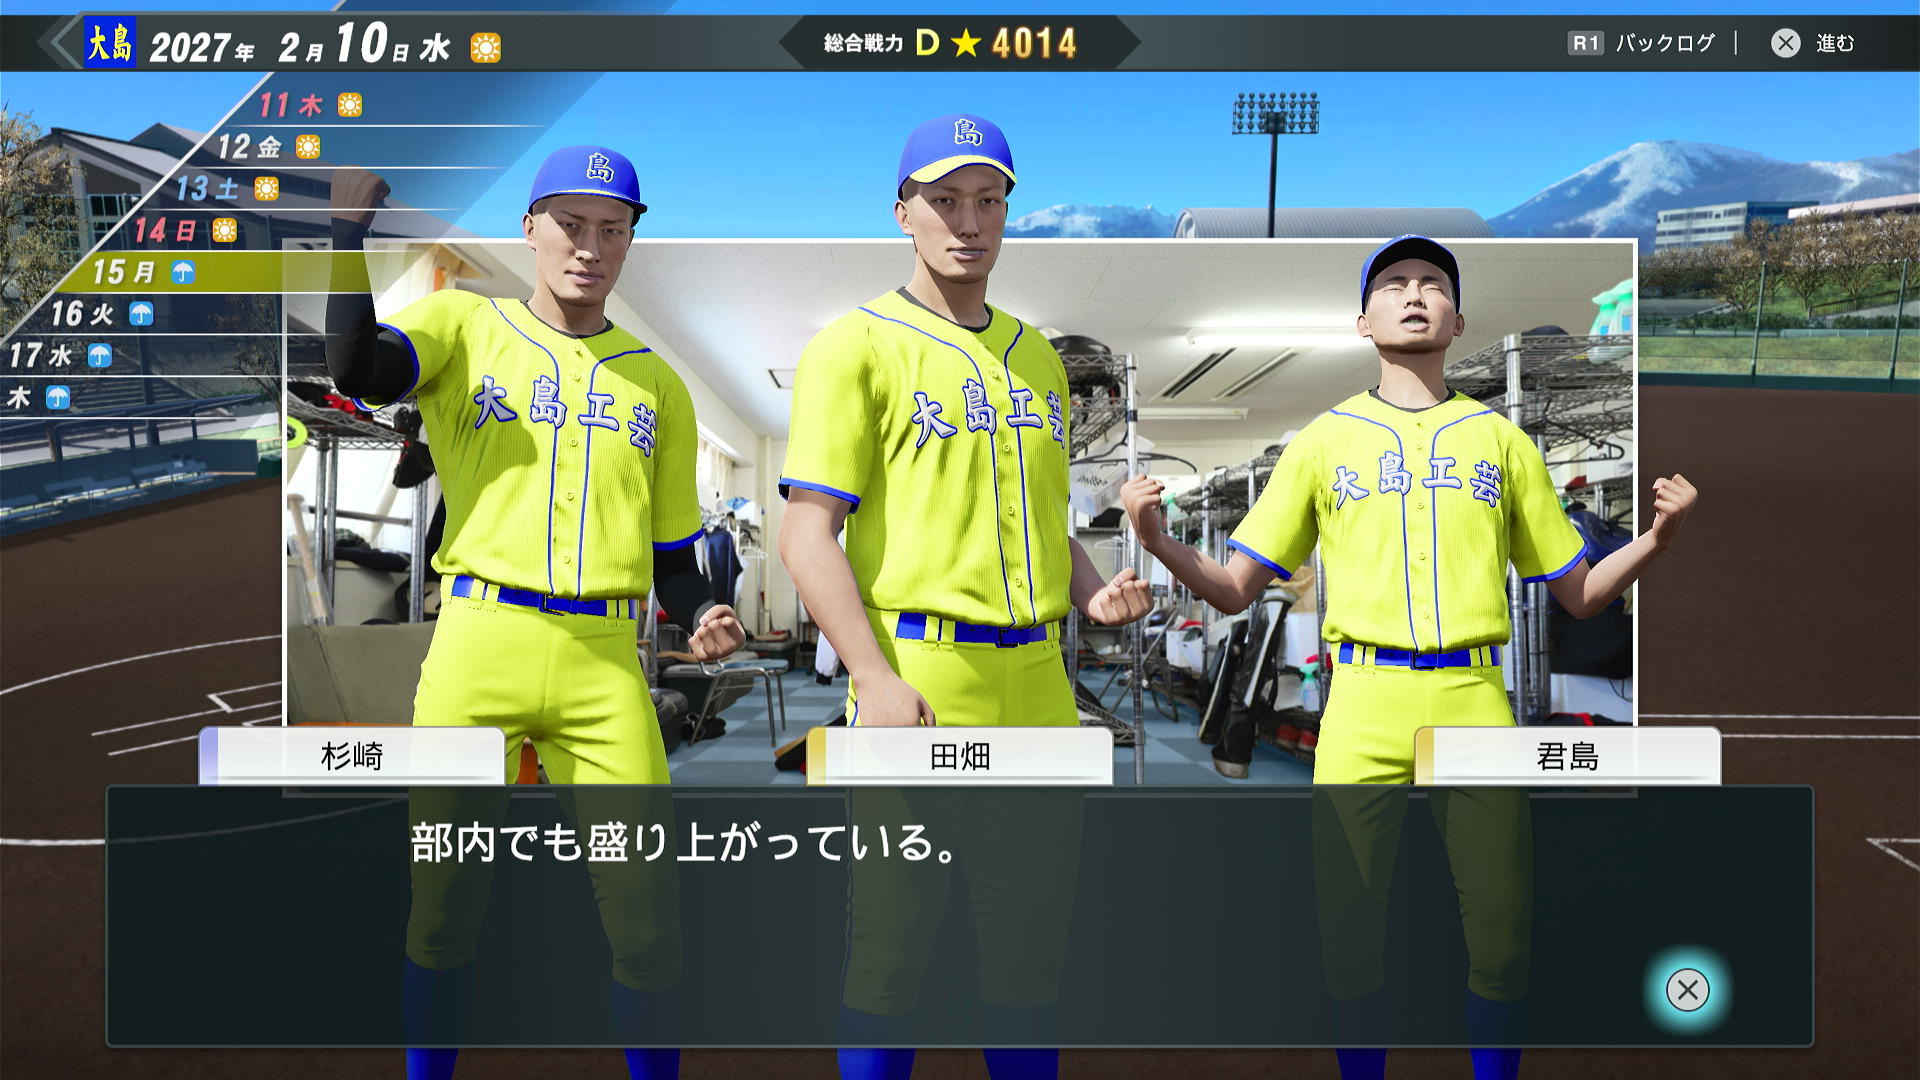 大島 2027年 2月10日 水
総合戦力 D ★ 4014
R1 バックログ | ⊗ 進む
11 木
12 金
13 土
14 日
15 月
16 火
17 水
木
島
島
大島工芸
大島工芸
大島工芸
杉崎
田畑
君島
部内でも盛り上がっている。